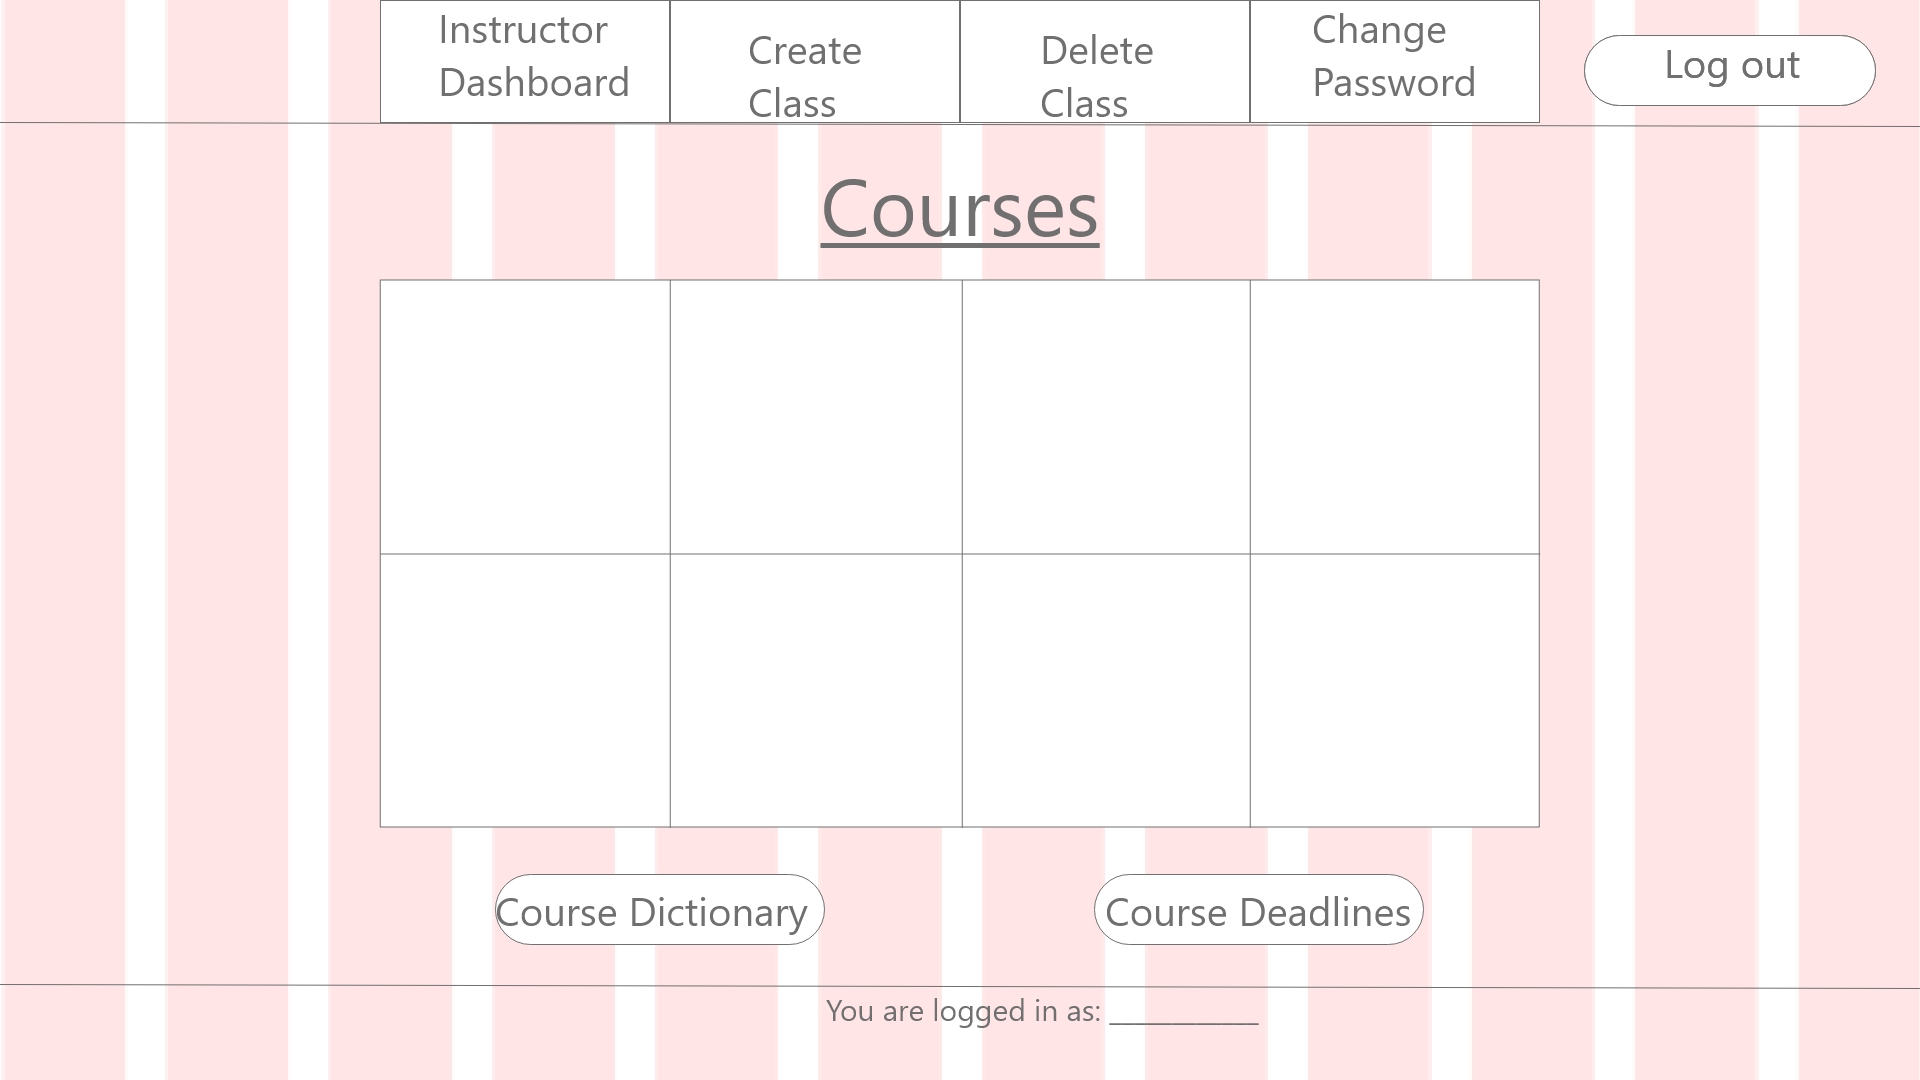 Instructor
Dashboard
Create
Class
Delete
Class
Change
Password
Log out
Courses
Course Dictionary
Course Deadlines
You are logged in as: __________